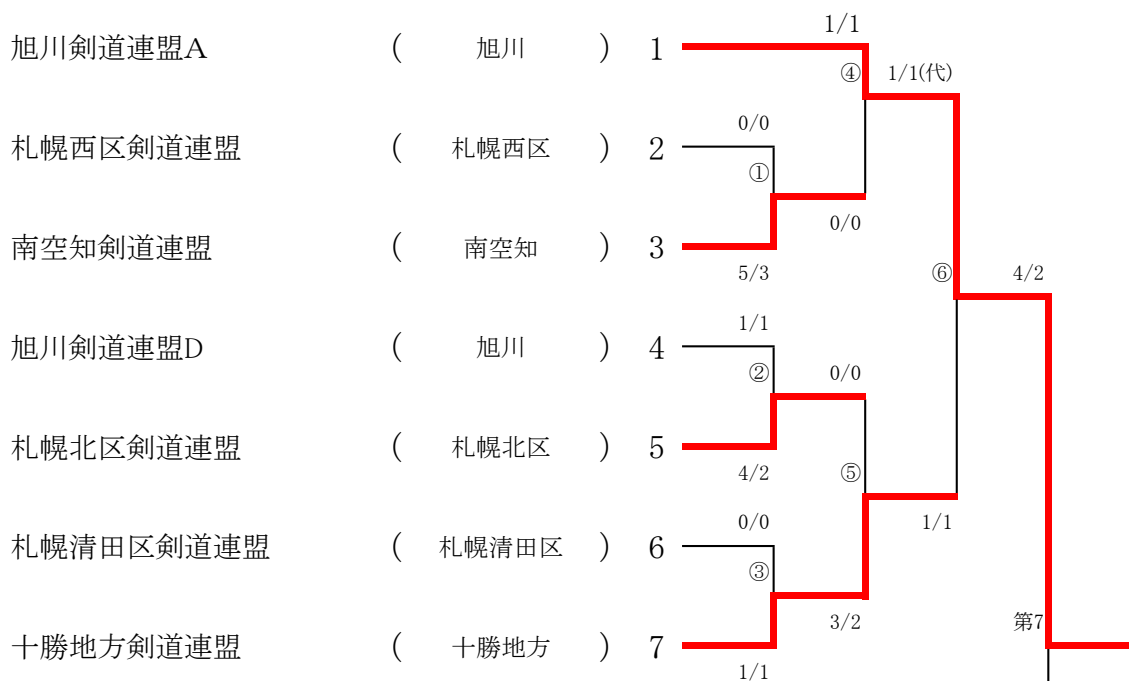 1/1
旭川剣道連盟A ( 旭川 ) 1
④ 1/1(代)
0/0
札幌西区剣道連盟 ( 札幌西区 ) 2
①
0/0
南空知剣道連盟 ( 南空知 ) 3
5/3 ⑥ 4/2
1/1
旭川剣道連盟D ( 旭川 ) 4
② 0/0
札幌北区剣道連盟 ( 札幌北区 ) 5
4/2 ⑤
0/0 1/1
札幌清田区剣道連盟 ( 札幌清田区 ) 6
③
3/2 第7
十勝地方剣道連盟 ( 十勝地方 ) 7
1/1